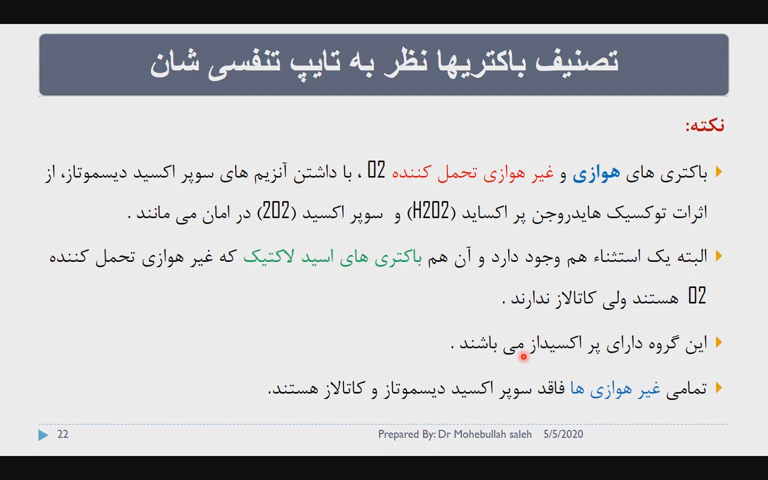 تصنیف باکتریها نظر به تایپ تنفسی شان
نکته:
باکتری های هوازی و غیر هوازی تحمل کننده O2 ، با داشتن آنزیم های سوپر اکسید دیسموتاز، از
اثرات توکسیک هایدروجن پر اکساید (H2O2) و سوپر اکسید (2O2) در امان می مانند .
البته یک استثناء هم وجود دارد و آن هم باکتری های اسید لاکتیک که غیر هوازی تحمل کننده
O2 هستند ولی کاتالاز ندارند .
این گروه دارای پر اکسیداز می باشند .
تمامی غیر هوازی ها فاقد سوپر اکسید دیسموتاز و کاتالاز هستند.
22 Prepared By: Dr Mohebullah saleh 5/5/2020